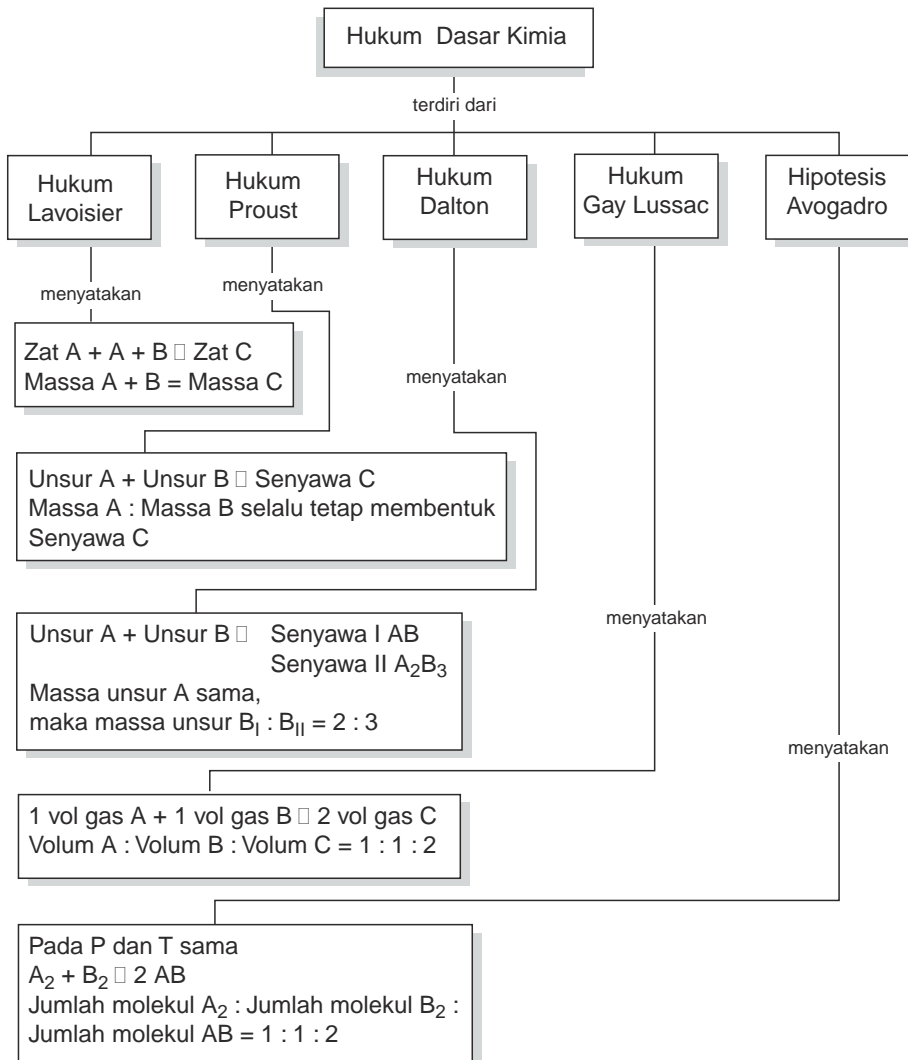 Hukum Dasar Kimia
terdiri dari
Hukum
Lavoisier
Hukum
Proust
Hukum
Dalton
Hukum
Gay Lussac
Hipotesis
Avogadro
menyatakan
menyatakan
Zat A + A + B □ Zat C
Massa A + B = Massa C
menyatakan
Unsur A + Unsur B □ Senyawa C
Massa A : Massa B selalu tetap membentuk
Senyawa C
menyatakan
Unsur A + Unsur B □ Senyawa I AB
Senyawa II A₂B₃
Massa unsur A sama,
maka massa unsur B_I : B_II = 2 : 3
menyatakan
1 vol gas A + 1 vol gas B □ 2 vol gas C
Volum A : Volum B : Volum C = 1 : 1 : 2
Pada P dan T sama
A₂ + B₂ □ 2 AB
Jumlah molekul A₂ : Jumlah molekul B₂ :
Jumlah molekul AB = 1 : 1 : 2